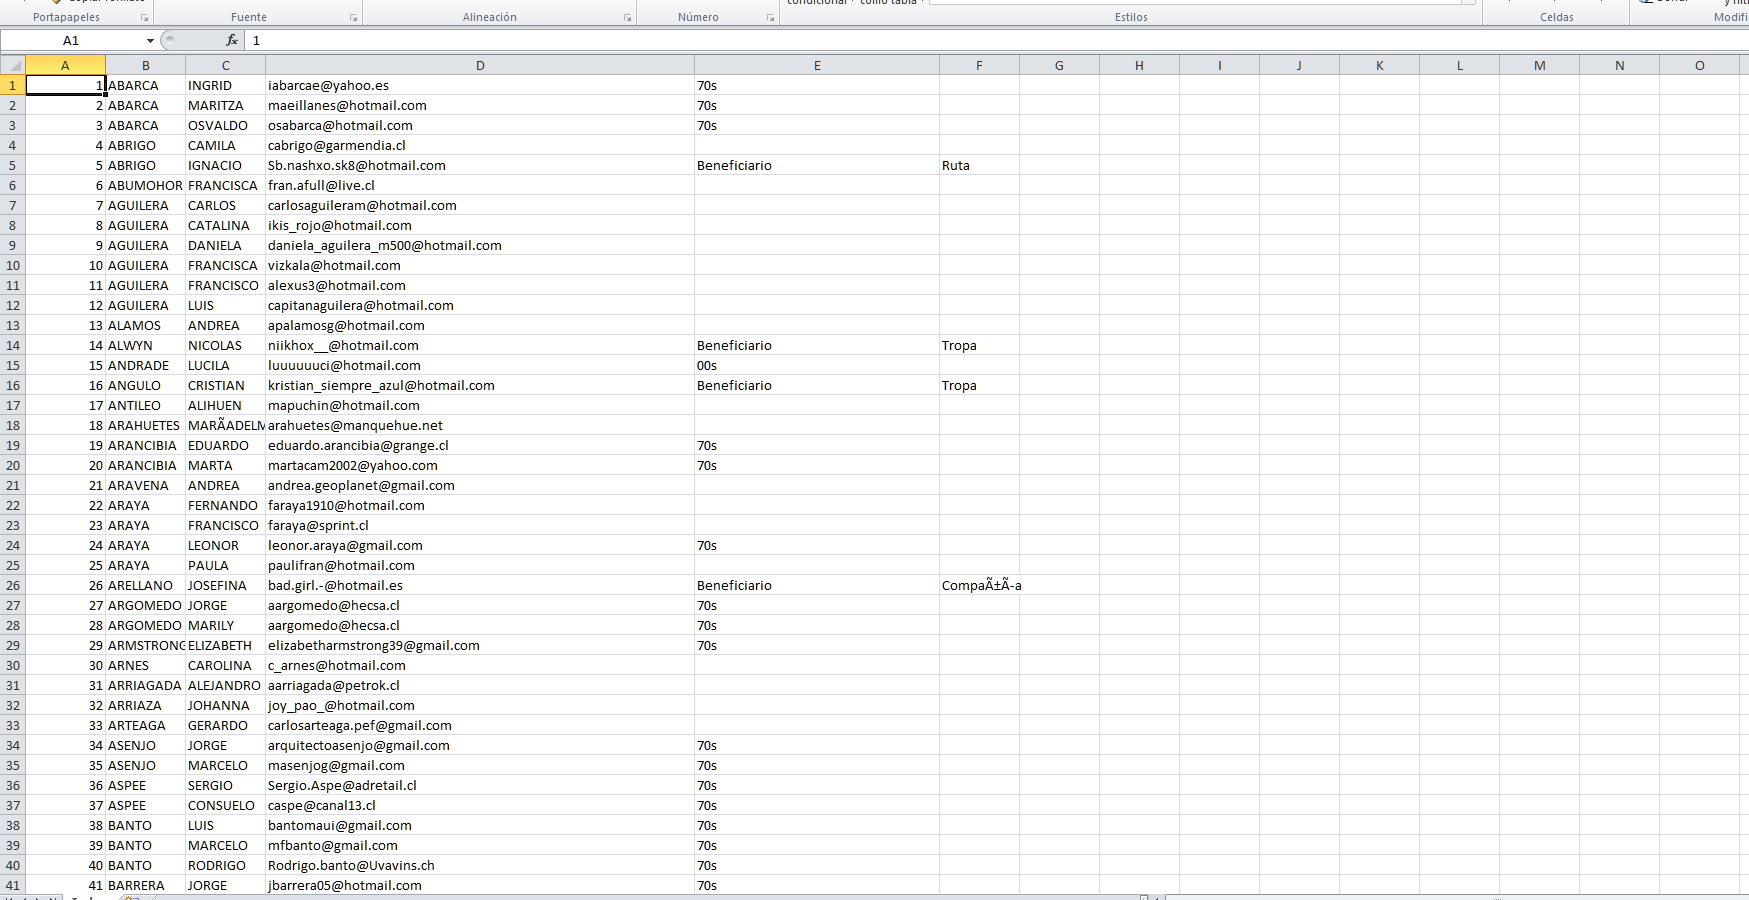 Portapapeles Fuente Alineación Número Estilos Celdas
A1 fx 1
A B C D E F G H I J K L M N O
1 1 ABARCA INGRID iabarcae@yahoo.es 70s
2 2 ABARCA MARITZA maeillanes@hotmail.com 70s
3 3 ABARCA OSVALDO osabarca@hotmail.com 70s
4 4 ABRIGO CAMILA cabrigo@garmendia.cl
5 5 ABRIGO IGNACIO Sb.nashxo.sk8@hotmail.com Beneficiario Ruta
6 6 ABUMOHOR FRANCISCA fran.afull@live.cl
7 7 AGUILERA CARLOS carlosaguileram@hotmail.com
8 8 AGUILERA CATALINA ikis_rojo@hotmail.com
9 9 AGUILERA DANIELA daniela_aguilera_m500@hotmail.com
10 10 AGUILERA FRANCISCA vizkala@hotmail.com
11 11 AGUILERA FRANCISCO alexus3@hotmail.com
12 12 AGUILERA LUIS capitanaguilera@hotmail.com
13 13 ALAMOS ANDREA apalamosg@hotmail.com
14 14 ALWYN NICOLAS niikhox__@hotmail.com Beneficiario Tropa
15 15 ANDRADE LUCILA luuuuuuci@hotmail.com 00s
16 16 ANGULO CRISTIAN kristian_siempre_azul@hotmail.com Beneficiario Tropa
17 17 ANTILEO ALIHUEN mapuchin@hotmail.com
18 18 ARAHUETES MARÃADELM arahuetes@manquehue.net
19 19 ARANCIBIA EDUARDO eduardo.arancibia@grange.cl 70s
20 20 ARANCIBIA MARTA martacam2002@yahoo.com 70s
21 21 ARAVENA ANDREA andrea.geoplanet@gmail.com
22 22 ARAYA FERNANDO faraya1910@hotmail.com
23 23 ARAYA FRANCISCO faraya@sprint.cl
24 24 ARAYA LEONOR leonor.araya@gmail.com 70s
25 25 ARAYA PAULA paulifran@hotmail.com
26 26 ARELLANO JOSEFINA bad.girl.-@hotmail.es Beneficiario CompaÃ±Ã-a
27 27 ARGOMEDO JORGE aargomedo@hecsa.cl 70s
28 28 ARGOMEDO MARILY aargomedo@hecsa.cl 70s
29 29 ARMSTRONG ELIZABETH elizabetharmstrong39@gmail.com 70s
30 30 ARNES CAROLINA c_arnes@hotmail.com
31 31 ARRIAGADA ALEJANDRO aarriagada@petrok.cl
32 32 ARRIAZA JOHANNA joy_pao_@hotmail.com
33 33 ARTEAGA GERARDO carlosarteaga.pef@gmail.com
34 34 ASENJO JORGE arquitectoasenjo@gmail.com 70s
35 35 ASENJO MARCELO masenjog@gmail.com 70s
36 36 ASPEE SERGIO Sergio.Aspe@adretail.cl 70s
37 37 ASPEE CONSUELO caspe@canal13.cl 70s
38 38 BANTO LUIS bantomaui@gmail.com 70s
39 39 BANTO MARCELO mfbanto@gmail.com 70s
40 40 BANTO RODRIGO Rodrigo.banto@Uvavins.ch 70s
41 41 BARRERA JORGE jbarrera05@hotmail.com 70s